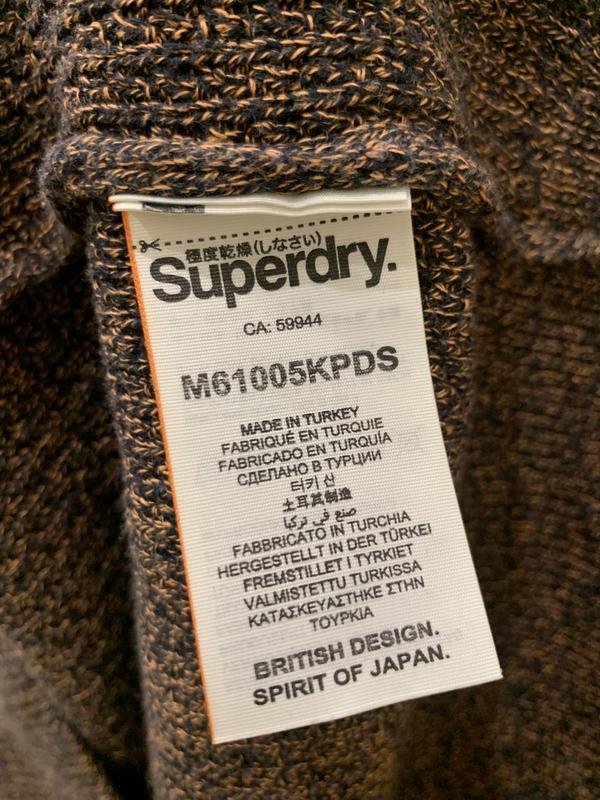 極度乾燥(しなさい)
Superdry.
CA: 59944
M61005KPDS
MADE IN TURKEY
FABRIQUÉ EN TURQUIE
FABRICADO EN TURQUÍA
СДЕЛАНО В ТУРЦИИ
터키 산
土耳其制造
صنع في تركيا
FABBRICATO IN TURCHIA
HERGESTELLT IN DER TÜRKEI
FREMSTILLET I TYRKIET
VALMISTETTU TURKISSA
ΚΑΤΑΣΚΕΥΑΣΤΗΚΕ ΣΤΗΝ
ΤΟΥΡΚΙΑ
BRITISH DESIGN.
SPIRIT OF JAPAN.